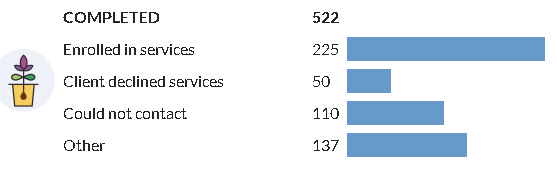 COMPLETED 522
Enrolled in services 225
Client declined services 50
Could not contact 110
Other 137